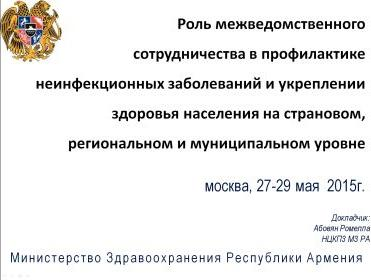 Роль межведомственного
сотрудничества в профилактике
неинфекционных заболеваний и укреплении
здоровья населения на страновом,
региональном и муниципальном уровне
москва, 27-29 мая 2015г.
Докладчик:
Абовян Ромелла
НЦКПЗ МЗ РА
Министерство Здравоохранения Республики Армения